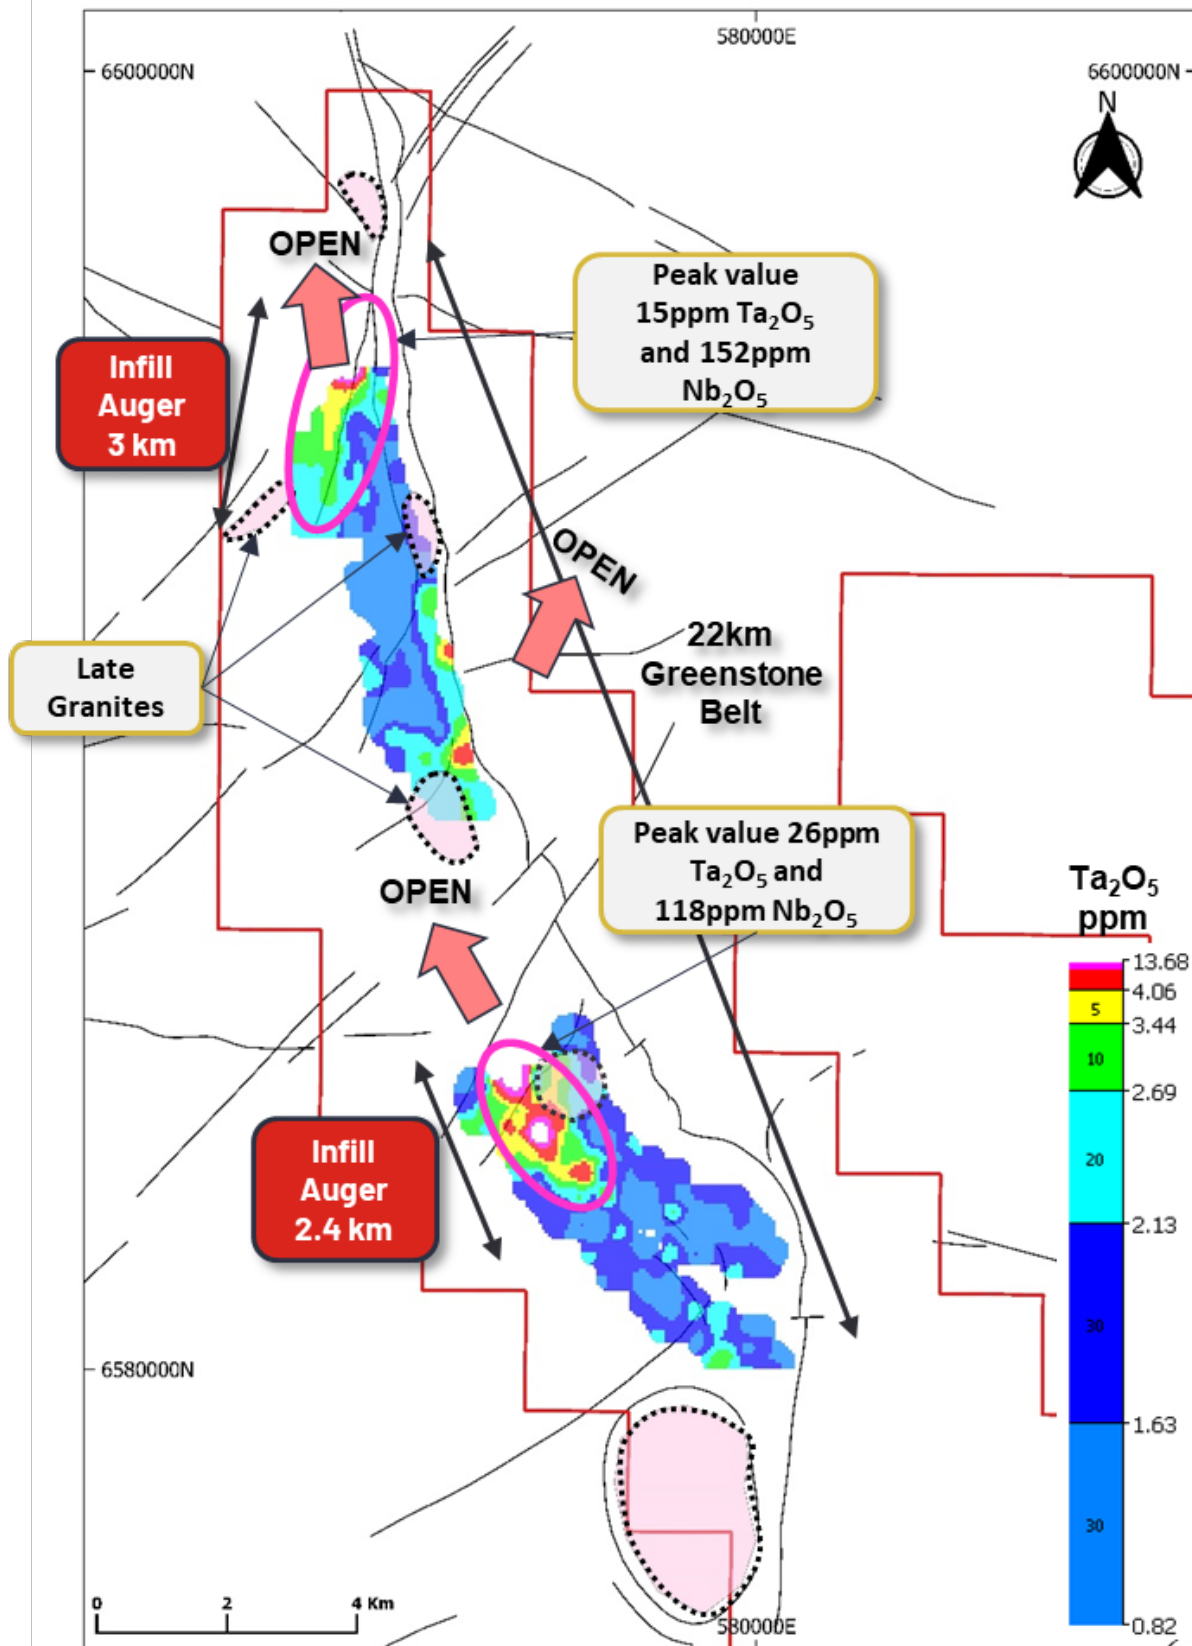 580000E
6600000N
6600000N
N
OPEN
Peak value
15ppm Ta₂O₅
and 152ppm
Nb₂O₅
Infill
Auger
3 km
OPEN
22km
Greenstone
Belt
Late
Granites
Peak value 26ppm
Ta₂O₅ and
118ppm Nb₂O₅
OPEN
Ta₂O₅
ppm
13.68
4.06
5
3.44
10
2.69
20
2.13
30
1.63
30
0.82
Infill
Auger
2.4 km
6580000N
0 2 4 Km
580000E